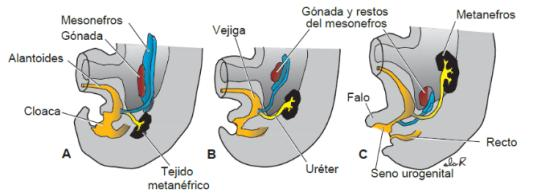 Mesonefros
Gónada
Alantoides
Cloaca
A
Tejido
metanéfrico
Vejiga
Gónada y restos
del mesonefros
B
Uréter
Metanefros
Falo
Recto
C
Seno urogenital